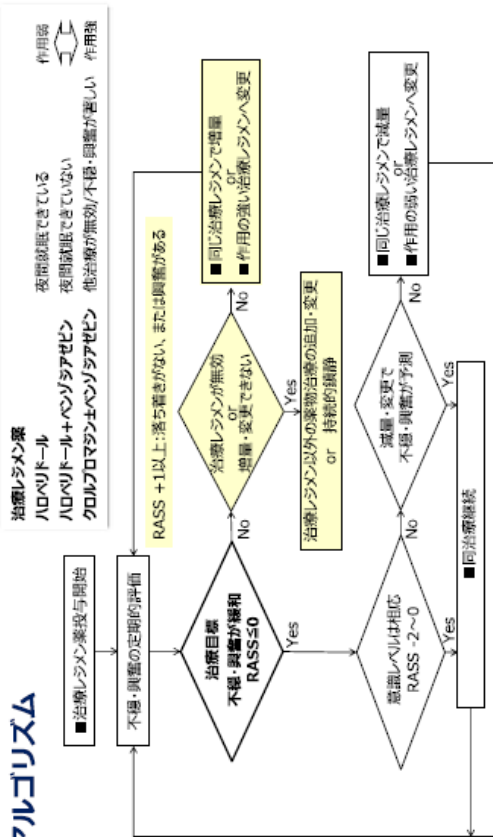 アルゴリズム
治療レジメン薬
ハロペリドール 夜間就眠できている 作用弱
ハロペリドール＋ベンゾジアゼピン 夜間就眠できていない
クロルプロマジン±ベンゾジアゼピン 他治療が無効/不穏・興奮が著しい 作用強
■治療レジメン薬投与開始
不穏・興奮の定期的評価
RASS +1以上:落ち着きがない、または興奮がある
治療目標
不穏・興奮が緩和
RASS≦0
No
治療レジメンが無効
or
増量・変更できない
No
■同じ治療レジメンで増量
or
■作用の強い治療レジメンへ変更
Yes
Yes
治療レジメン以外の薬物治療の追加・変更
or 持続的鎮静
意識レベルは相応
RASS -2～0
No
減量・変更で
不穏・興奮が予測
No
■同じ治療レジメンで減量
or
■作用の弱い治療レジメンへ変更
Yes
Yes
■同治療継続